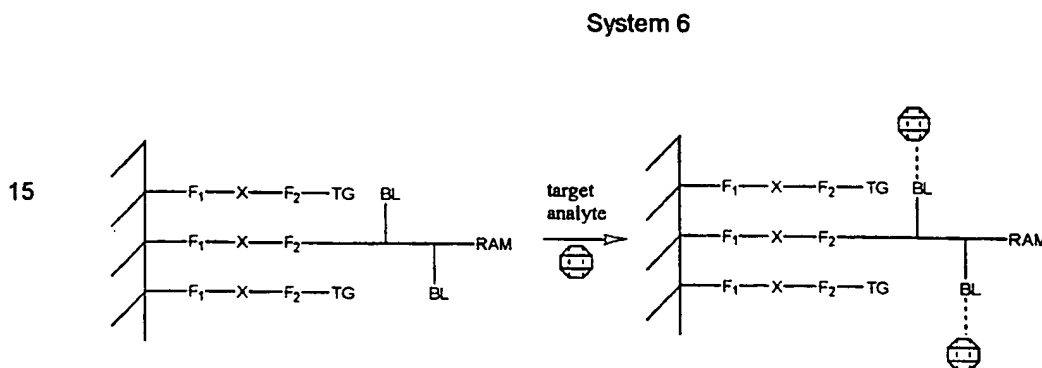 System 6
15
F₁—X—F₂—TG
BL
F₁—X—F₂
RAM
F₁—X—F₂—TG
BL
target
analyte
BL
F₁—X—F₂—TG
F₁—X—F₂
RAM
F₁—X—F₂—TG
BL